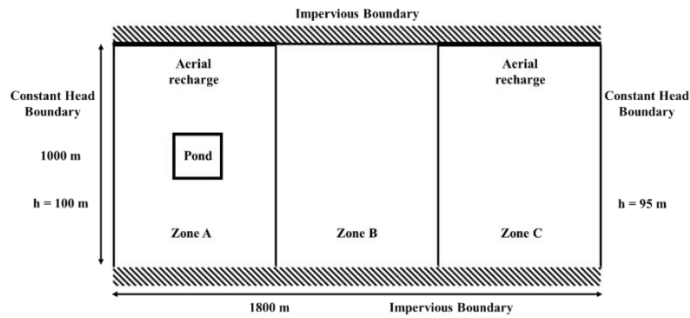 Impervious Boundary
Aerial
recharge
Aerial
recharge
Constant Head
Boundary
Constant Head
Boundary
1000 m
Pond
h = 100 m
h = 95 m
Zone A
Zone B
Zone C
1800 m
Impervious Boundary